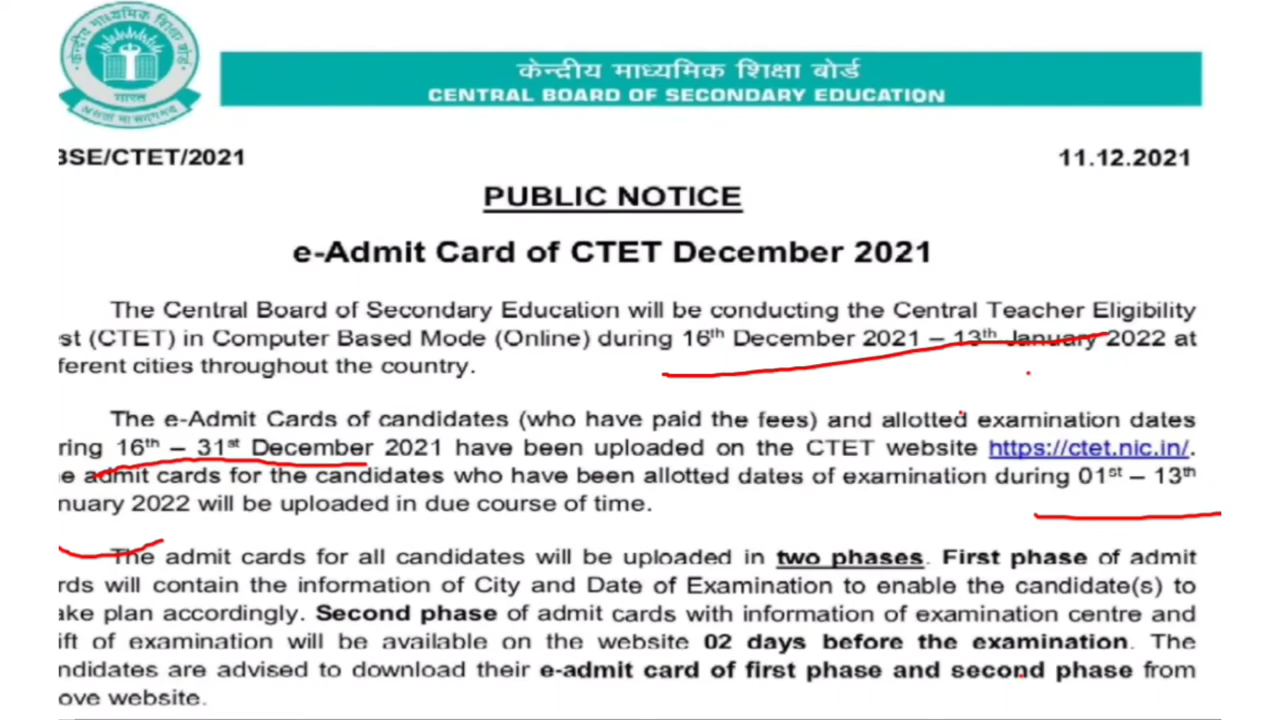 केन्द्रीय माध्यमिक शिक्षा बोर्ड
भारत
असतो मा सद्गमय
केन्द्रीय माध्यमिक शिक्षा बोर्ड
CENTRAL BOARD OF SECONDARY EDUCATION
BSE/CTET/2021 11.12.2021
PUBLIC NOTICE
e-Admit Card of CTET December 2021
The Central Board of Secondary Education will be conducting the Central Teacher Eligibility
st (CTET) in Computer Based Mode (Online) during 16th December 2021 – 13th January 2022 at
fferent cities throughout the country.
The e-Admit Cards of candidates (who have paid the fees) and allotted examination dates
ring 16th – 31st December 2021 have been uploaded on the CTET website https://ctet.nic.in/.
e admit cards for the candidates who have been allotted dates of examination during 01st – 13th
nuary 2022 will be uploaded in due course of time.
The admit cards for all candidates will be uploaded in two phases. First phase of admit
rds will contain the information of City and Date of Examination to enable the candidate(s) to
ake plan accordingly. Second phase of admit cards with information of examination centre and
ift of examination will be available on the website 02 days before the examination. The
ndidates are advised to download their e-admit card of first phase and second phase from
ove website.